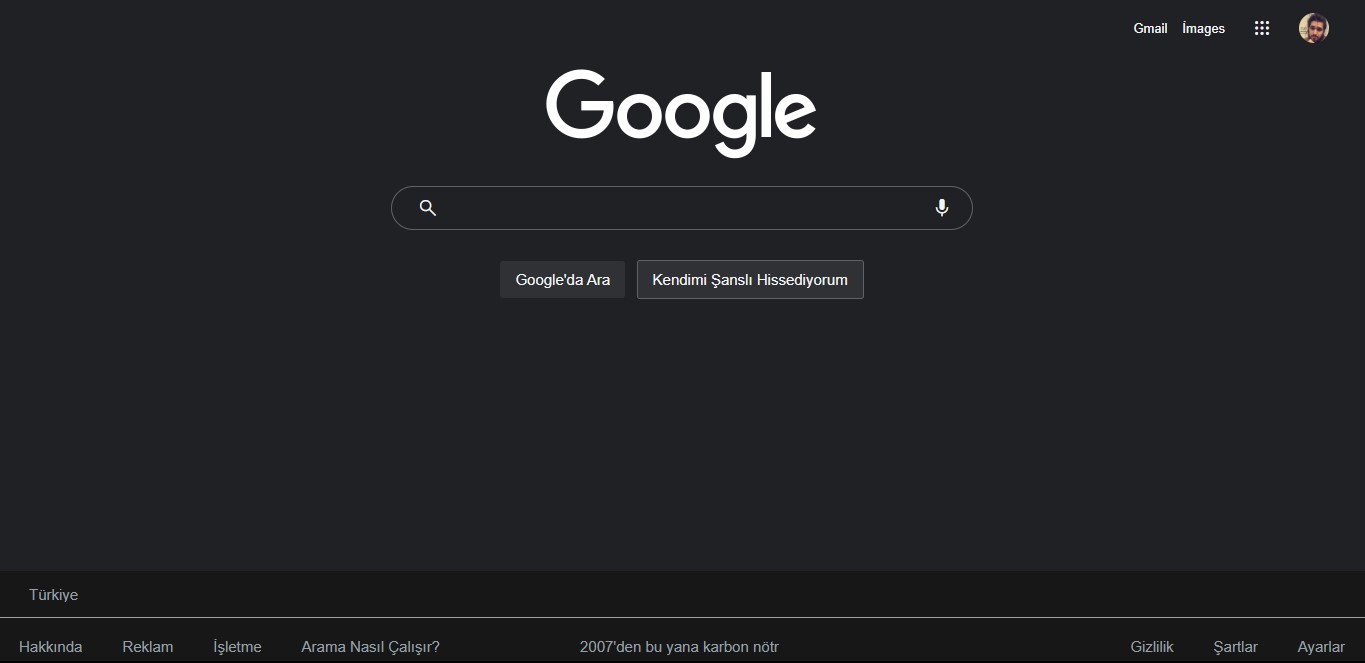 Gmail İmages
Google
Google'da Ara Kendimi Şanslı Hissediyorum
Türkiye
Hakkında Reklam İşletme Arama Nasıl Çalışır? 2007'den bu yana karbon nötr Gizlilik Şartlar Ayarlar